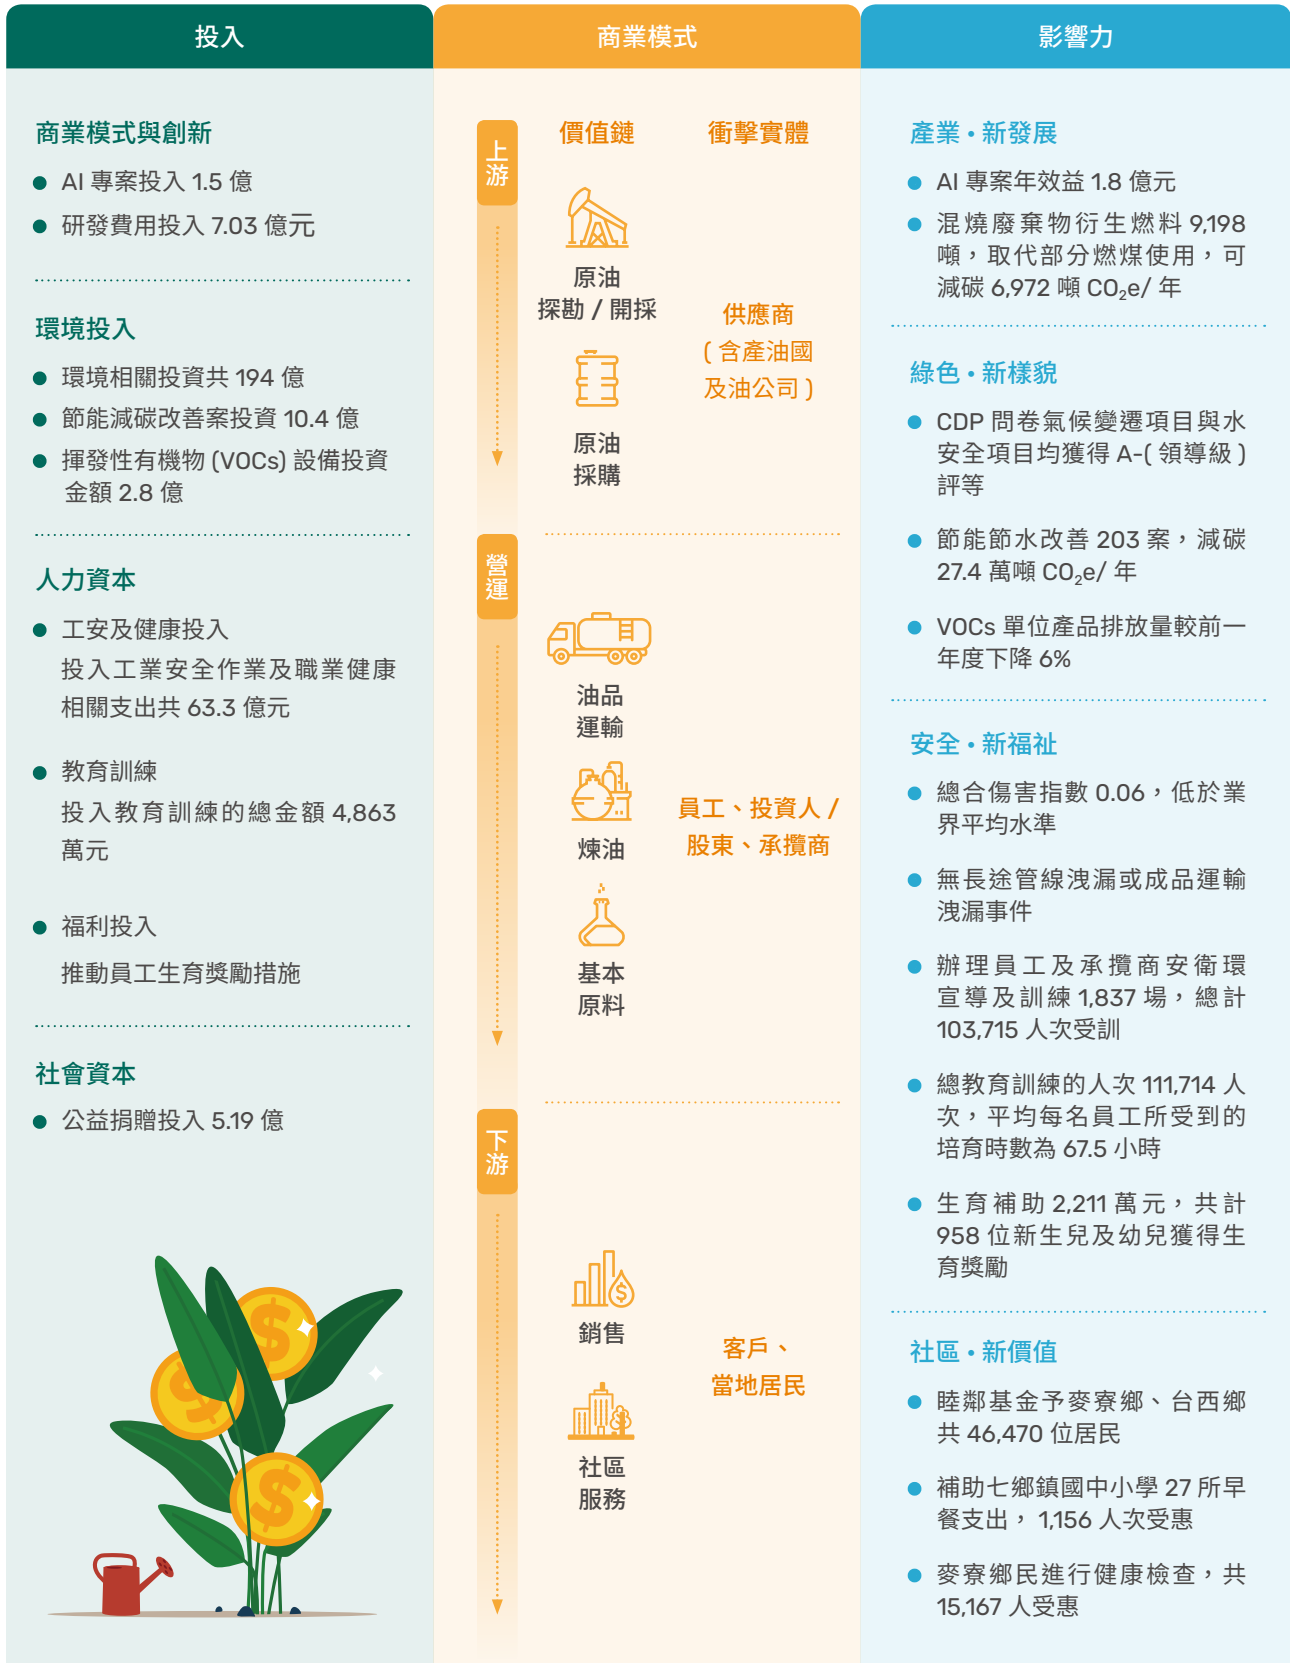 投入
商業模式與創新
● AI 專案投入 1.5 億
● 研發費用投入 7.03 億元
環境投入
● 環境相關投資共 194 億
● 節能減碳改善案投資 10.4 億
● 揮發性有機物 (VOCs) 設備投資
金額 2.8 億
人力資本
● 工安及健康投入
投入工業安全作業及職業健康
相關支出共 63.3 億元
● 教育訓練
投入教育訓練的總金額 4,863
萬元
● 福利投入
推動員工生育獎勵措施
社會資本
● 公益捐贈投入 5.19 億
商業模式
上游
價值鏈
衝擊實體
原油
探勘 / 開採
原油
採購
供應商
( 含產油國
及油公司 )
營運
油品
運輸
煉油
基本
原料
員工、投資人 /
股東、承攬商
下游
銷售
社區
服務
客戶、
當地居民
影響力
產業 • 新發展
● AI 專案年效益 1.8 億元
● 混燒廢棄物衍生燃料 9,198
噸，取代部分燃煤使用，可
減碳 6,972 噸 CO₂e/ 年
綠色 • 新樣貌
● CDP 問卷氣候變遷項目與水
安全項目均獲得 A-( 領導級 )
評等
● 節能節水改善 203 案，減碳
27.4 萬噸 CO₂e/ 年
● VOCs 單位產品排放量較前一
年度下降 6%
安全 • 新福祉
● 總合傷害指數 0.06，低於業
界平均水準
● 無長途管線洩漏或成品運輸
洩漏事件
● 辦理員工及承攬商安衛環
宣導及訓練 1,837 場，總計
103,715 人次受訓
● 總教育訓練的人次 111,714 人
次，平均每名員工所受到的
培育時數為 67.5 小時
● 生育補助 2,211 萬元，共計
958 位新生兒及幼兒獲得生
育獎勵
社區 • 新價值
● 睦鄰基金予麥寮鄉、台西鄉
共 46,470 位居民
● 補助七鄉鎮國中小學 27 所早
餐支出， 1,156 人次受惠
● 麥寮鄉民進行健康檢查，共
15,167 人受惠